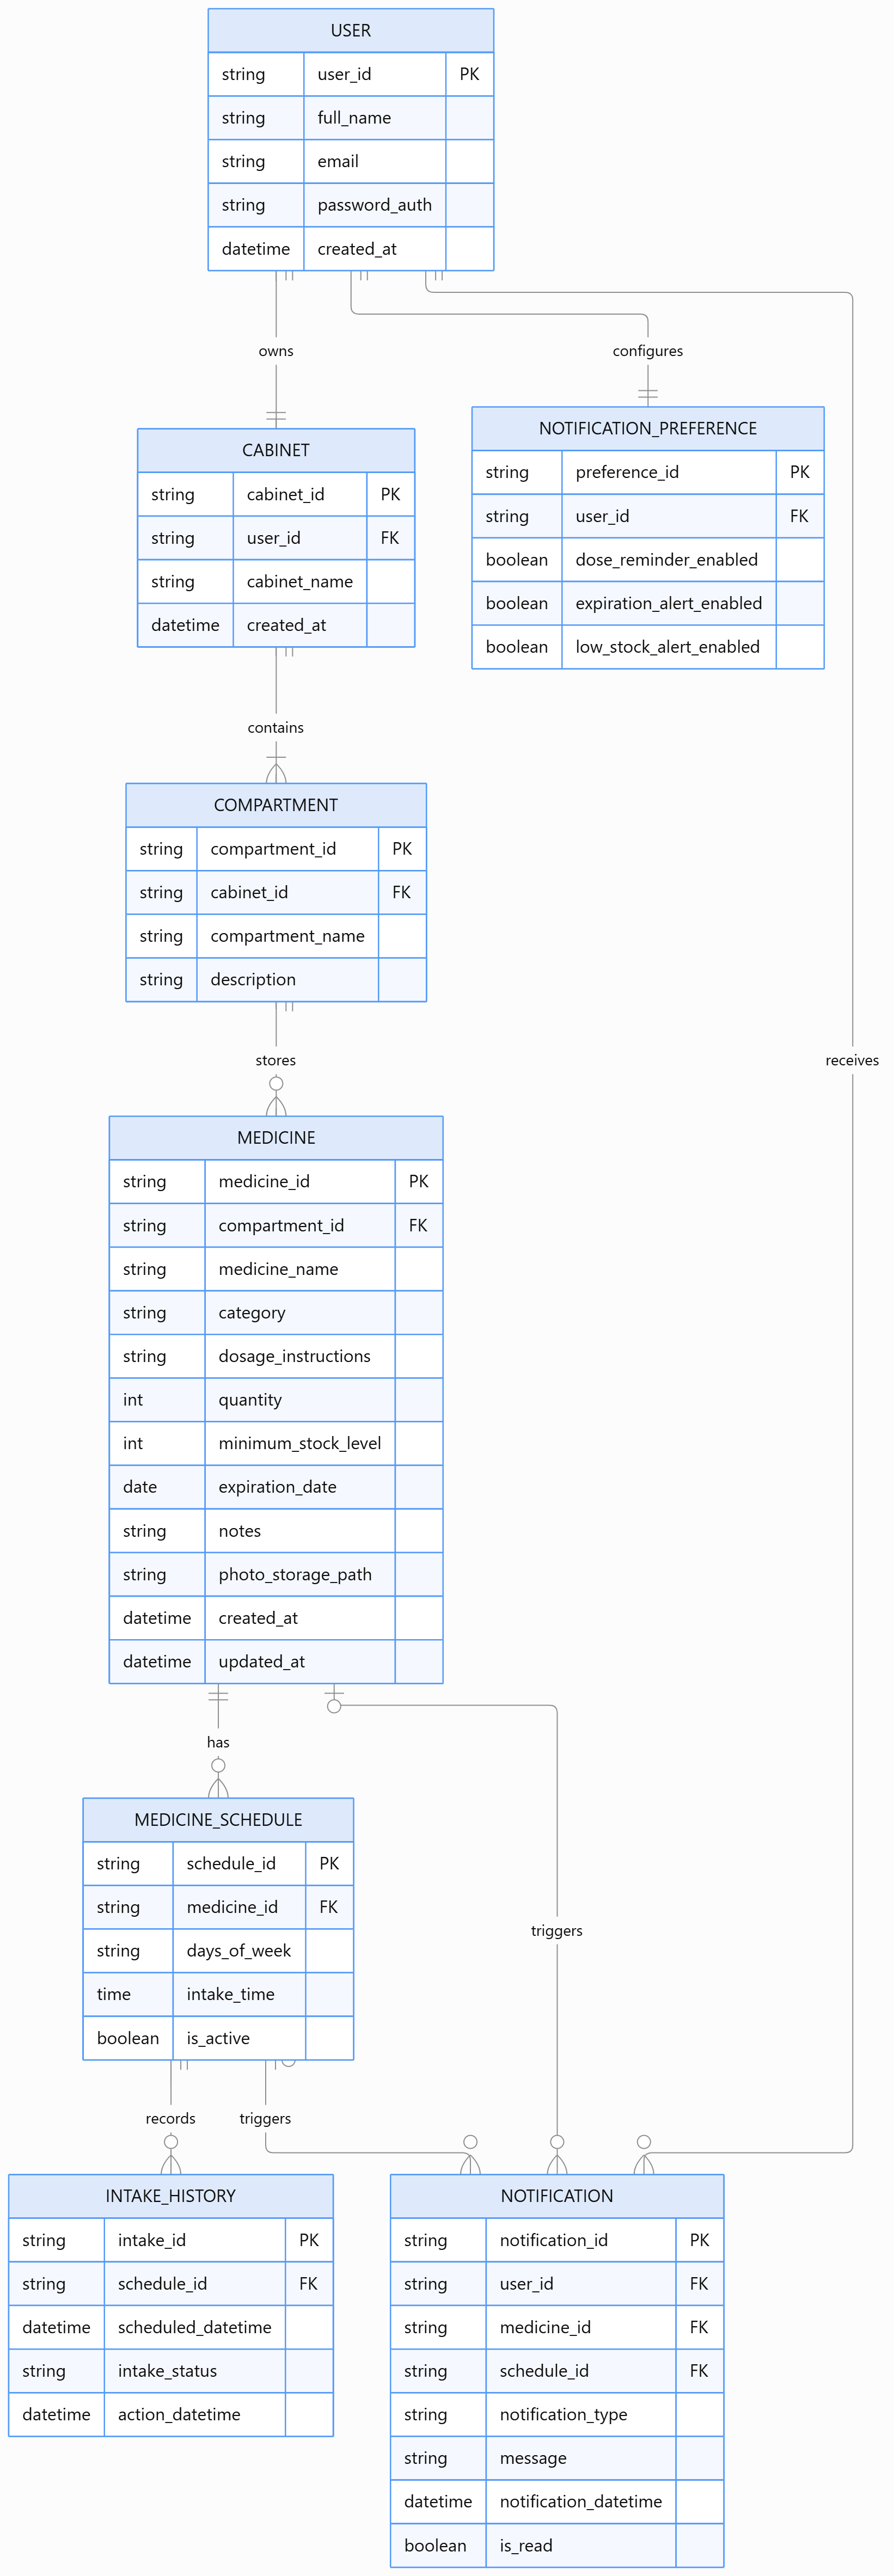 USER
string user_id PK
string full_name
string email
string password_auth
datetime created_at
owns
configures
CABINET
string cabinet_id PK
string user_id FK
string cabinet_name
datetime created_at
NOTIFICATION_PREFERENCE
string preference_id PK
string user_id FK
boolean dose_reminder_enabled
boolean expiration_alert_enabled
boolean low_stock_alert_enabled
contains
COMPARTMENT
string compartment_id PK
string cabinet_id FK
string compartment_name
string description
stores
receives
MEDICINE
string medicine_id PK
string compartment_id FK
string medicine_name
string category
string dosage_instructions
int quantity
int minimum_stock_level
date expiration_date
string notes
string photo_storage_path
datetime created_at
datetime updated_at
has
MEDICINE_SCHEDULE
string schedule_id PK
string medicine_id FK
string days_of_week
time intake_time
boolean is_active
triggers
records
triggers
INTAKE_HISTORY
string intake_id PK
string schedule_id FK
datetime scheduled_datetime
string intake_status
datetime action_datetime
NOTIFICATION
string notification_id PK
string user_id FK
string medicine_id FK
string schedule_id FK
string notification_type
string message
datetime notification_datetime
boolean is_read